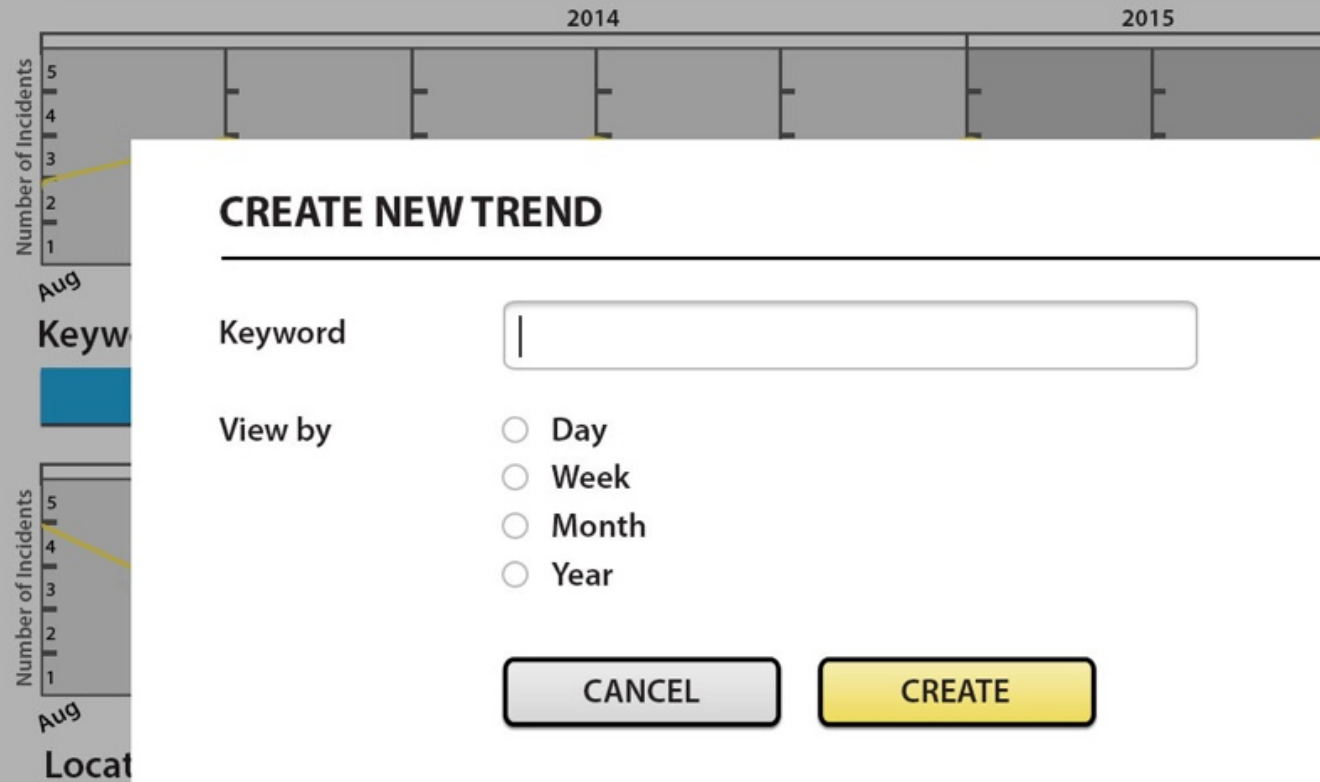 2014 2015
Number of Incidents
5
4
3
2
1
Aug
CREATE NEW TREND
Keyword
Keyw
View by
Day
Week
Month
Year
Number of Incidents
5
4
3
2
1
Aug
CANCEL CREATE
Locat